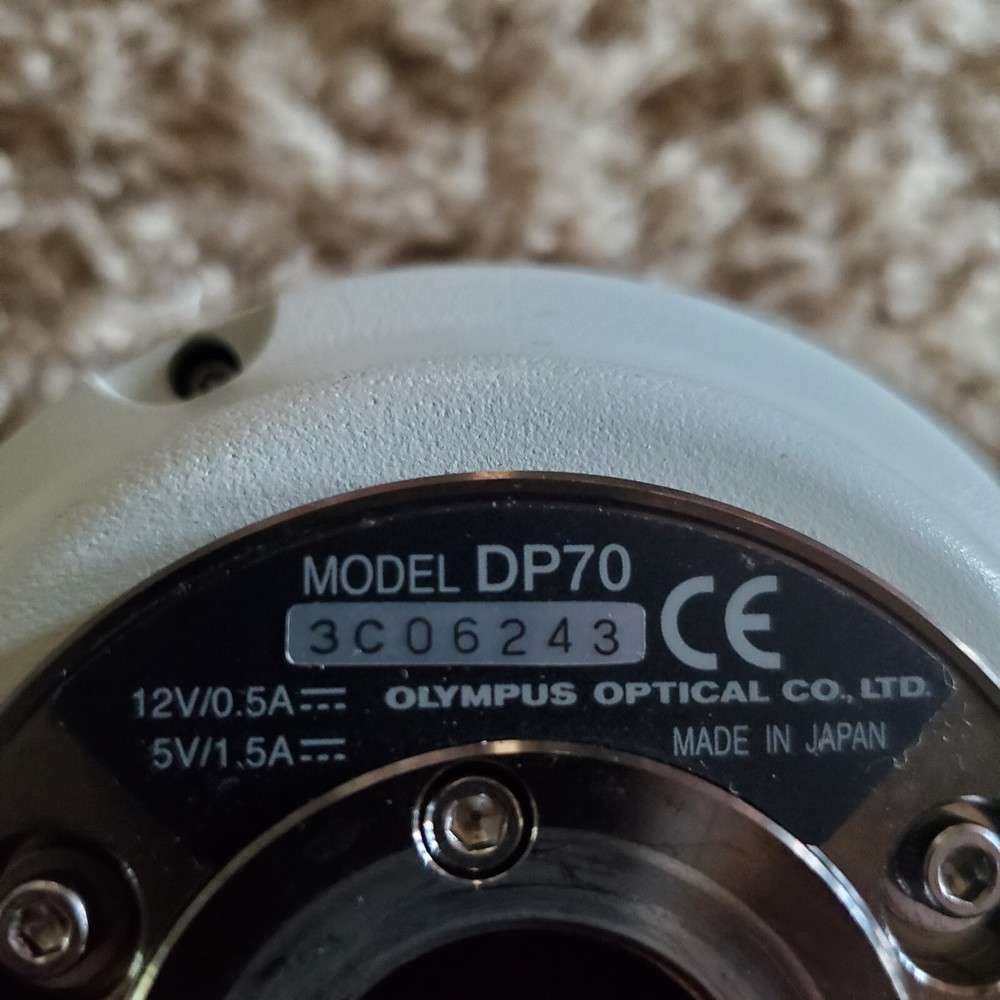 MODEL DP70
3C06243
CE
12V/0.5A⎓ OLYMPUS OPTICAL CO., LTD.
5V/1.5A⎓ MADE IN JAPAN